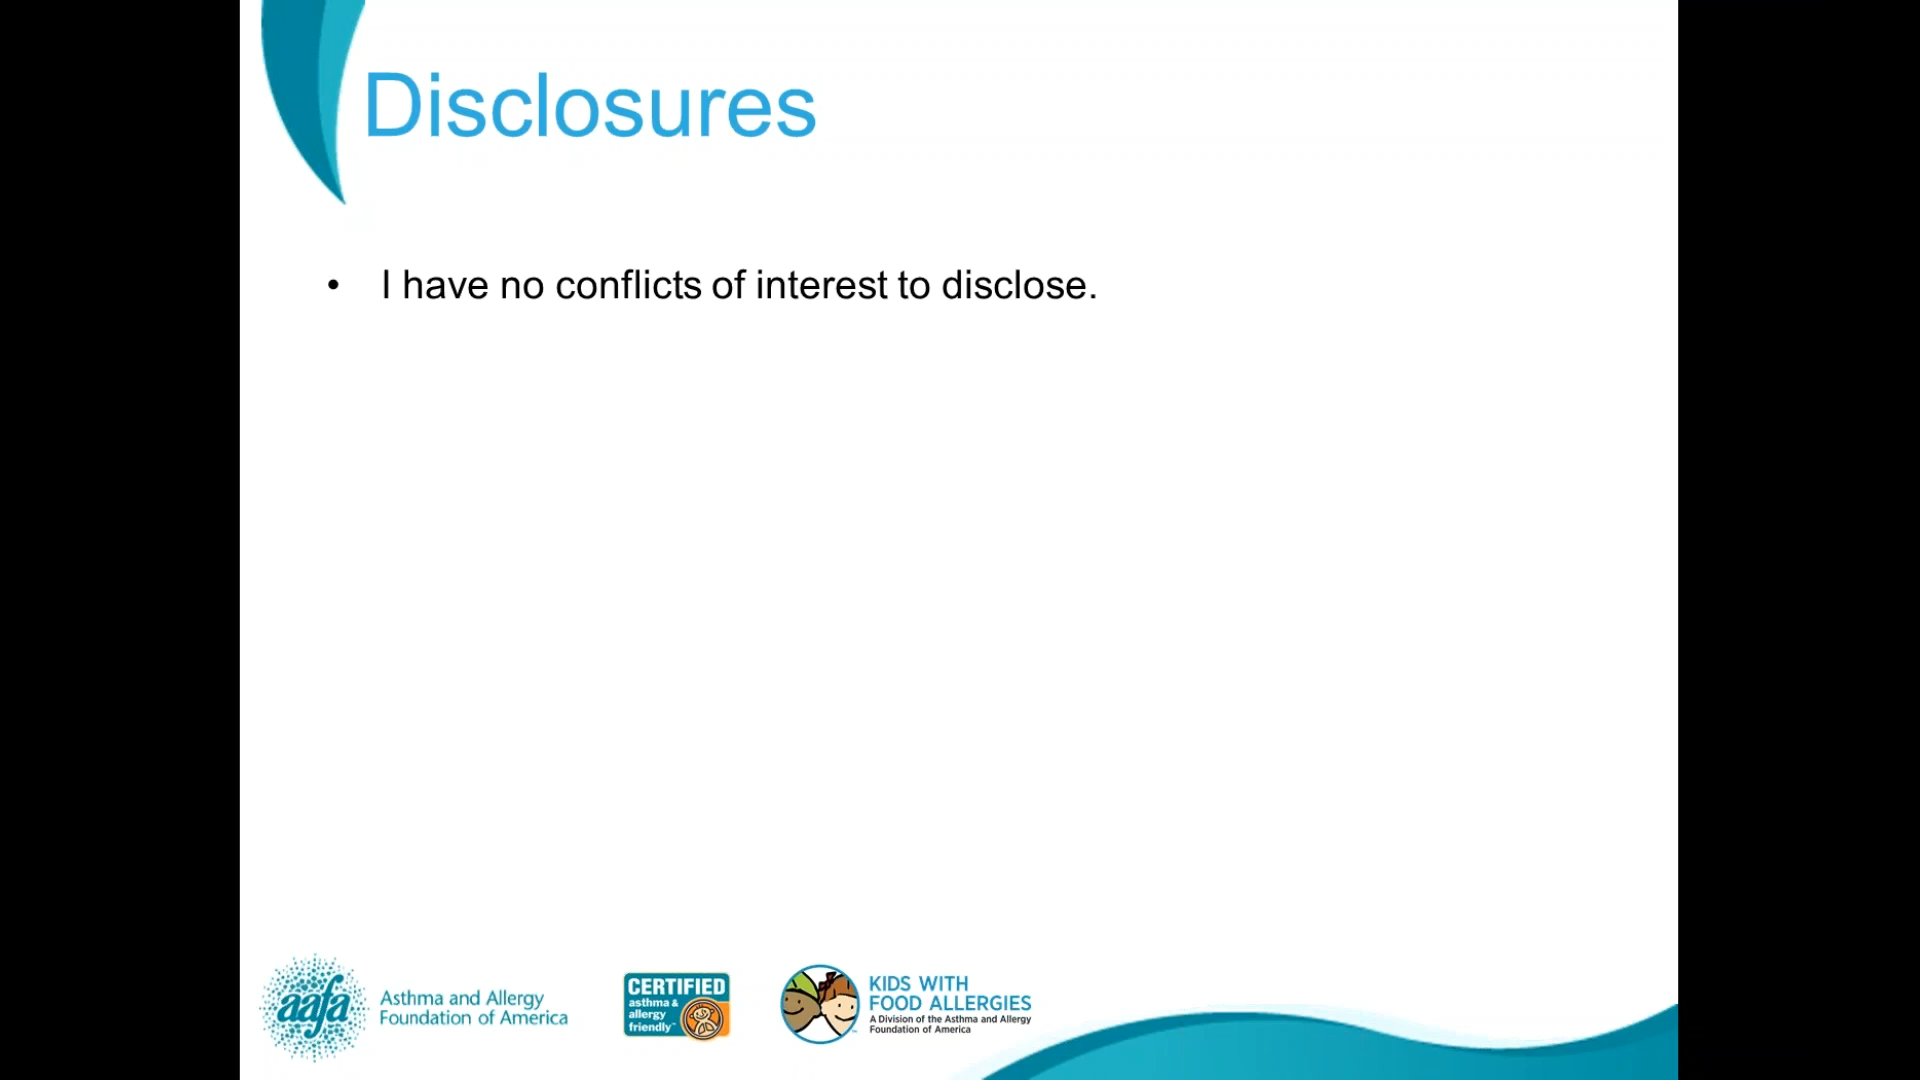 Disclosures
• I have no conflicts of interest to disclose.
aafa
Asthma and Allergy
Foundation of America
CERTIFIED
asthma &
allergy
friendly™
KIDS WITH
FOOD ALLERGIES
A Division of the Asthma and Allergy
Foundation of America